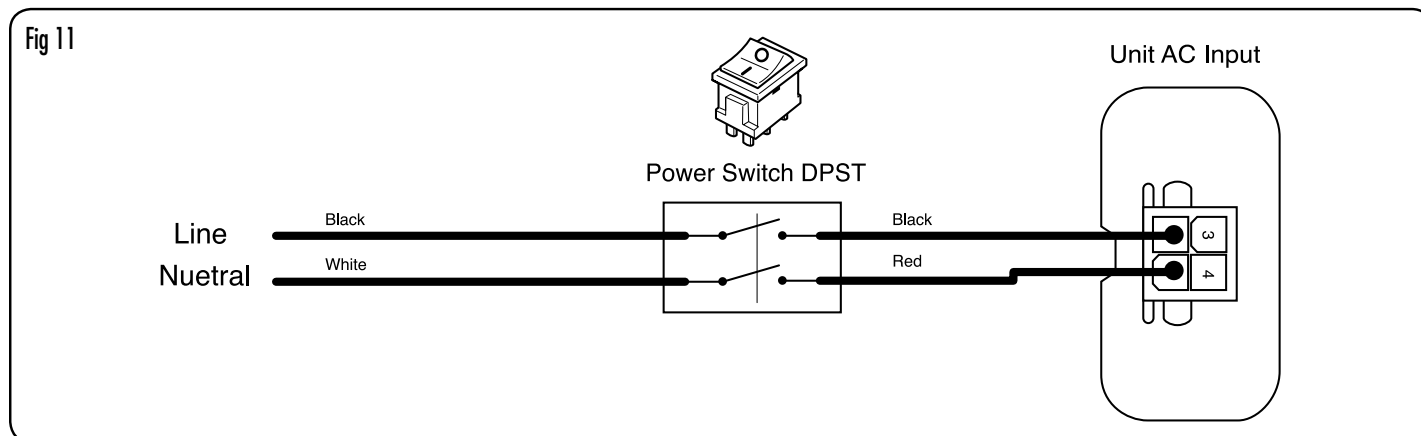 Fig 11
Unit AC Input
Power Switch DPST
Line
Black
Black
Nuetral
White
Red
3
4